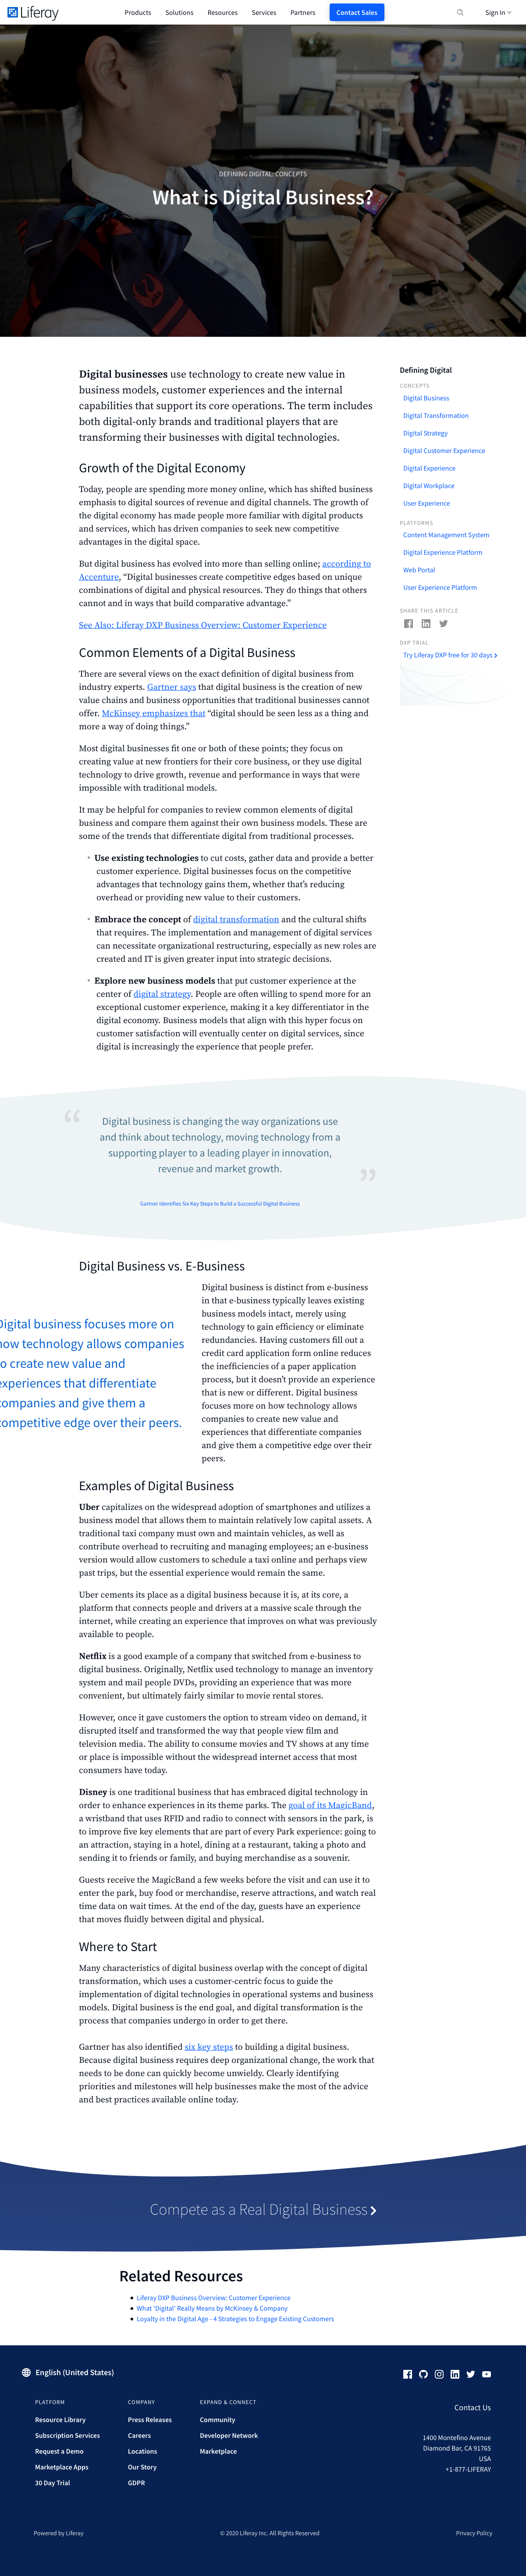 Liferay
Products Solutions Resources Services Partners Contact Sales Sign In
DEFINING DIGITAL: CONCEPTS
What is Digital Business?
Digital businesses use technology to create new value in
business models, customer experiences and the internal
capabilities that support its core operations. The term includes
both digital-only brands and traditional players that are
transforming their businesses with digital technologies.
Growth of the Digital Economy
Today, people are spending more money online, which has shifted business
emphasis to digital sources of revenue and digital channels. The growth of
the digital economy has made people more familiar with digital products
and services, which has driven companies to seek new competitive
advantages in the digital space.
But digital business has evolved into more than selling online; according to
Accenture, “Digital businesses create competitive edges based on unique
combinations of digital and physical resources. They do things that others
cannot and in ways that build comparative advantage.”
See Also: Liferay DXP Business Overview: Customer Experience
Common Elements of a Digital Business
There are several views on the exact definition of digital business from
industry experts. Gartner says that digital business is the creation of new
value chains and business opportunities that traditional businesses cannot
offer. McKinsey emphasizes that “digital should be seen less as a thing and
more a way of doing things.”
Most digital businesses fit one or both of these points; they focus on
creating value at new frontiers for their core business, or they use digital
technology to drive growth, revenue and performance in ways that were
impossible with traditional models.
It may be helpful for companies to review common elements of digital
business and compare them against their own business models. These are
some of the trends that differentiate digital from traditional processes.
• Use existing technologies to cut costs, gather data and provide a better
customer experience. Digital businesses focus on the competitive
advantages that technology gains them, whether that’s reducing
overhead or providing new value to their customers.
• Embrace the concept of digital transformation and the cultural shifts
that requires. The implementation and management of digital services
can necessitate organizational restructuring, especially as new roles are
created and IT is given greater input into strategic decisions.
• Explore new business models that put customer experience at the
center of digital strategy. People are often willing to spend more for an
exceptional customer experience, making it a key differentiator in the
digital economy. Business models that align with this hyper focus on
customer satisfaction will eventually center on digital services, since
digital is increasingly the experience that people prefer.
Defining Digital
CONCEPTS
Digital Business
Digital Transformation
Digital Strategy
Digital Customer Experience
Digital Experience
Digital Workplace
User Experience
PLATFORMS
Content Management System
Digital Experience Platform
Web Portal
User Experience Platform
SHARE THIS ARTICLE
DXP TRIAL
Try Liferay DXP free for 30 days
“
Digital business is changing the way organizations use
and think about technology, moving technology from a
supporting player to a leading player in innovation,
revenue and market growth.
”
Gartner Identifies Six Key Steps to Build a Successful Digital Business
Digital Business vs. E-Business
Digital business focuses more on
how technology allows companies
to create new value and
experiences that differentiate
companies and give them a
competitive edge over their peers.
Digital business is distinct from e-business
in that e-business typically leaves existing
business models intact, merely using
technology to gain efficiency or eliminate
redundancies. Having customers fill out a
credit card application form online reduces
the inefficiencies of a paper application
process, but it doesn’t provide an experience
that is new or different. Digital business
focuses more on how technology allows
companies to create new value and
experiences that differentiate companies
and give them a competitive edge over their
peers.
Examples of Digital Business
Uber capitalizes on the widespread adoption of smartphones and utilizes a
business model that allows them to maintain relatively low capital assets. A
traditional taxi company must own and maintain vehicles, as well as
contribute overhead to recruiting and managing employees; an e-business
version would allow customers to schedule a taxi online and perhaps view
past trips, but the essential experience would remain the same.
Uber cements its place as a digital business because it is, at its core, a
platform that connects people and drivers at a massive scale through the
internet, while creating an experience that improves on what was previously
available to people.
Netflix is a good example of a company that switched from e-business to
digital business. Originally, Netflix used technology to manage an inventory
system and mail people DVDs, providing an experience that was more
convenient, but ultimately fairly similar to movie rental stores.
However, once it gave customers the option to stream video on demand, it
disrupted itself and transformed the way that people view film and
television media. The ability to consume movies and TV shows at any time
or place is impossible without the widespread internet access that most
consumers have today.
Disney is one traditional business that has embraced digital technology in
order to enhance experiences in its theme parks. The goal of its MagicBand,
a wristband that uses RFID and radio to connect with sensors in the park, is
to improve five key elements that are part of every Park experience: going to
an attraction, staying in a hotel, dining at a restaurant, taking a photo and
sending it to friends or family, and buying merchandise as a souvenir.
Guests receive the MagicBand a few weeks before the visit and can use it to
enter the park, buy food or merchandise, reserve attractions, and watch real
time data on wait times. At the end of the day, guests have an experience
that moves fluidly between digital and physical.
Where to Start
Many characteristics of digital business overlap with the concept of digital
transformation, which uses a customer-centric focus to guide the
implementation of digital technologies in operational systems and business
models. Digital business is the end goal, and digital transformation is the
process that companies undergo in order to get there.
Gartner has also identified six key steps to building a digital business.
Because digital business requires deep organizational change, the work that
needs to be done can quickly become unwieldy. Clearly identifying
priorities and milestones will help businesses make the most of the advice
and best practices available online today.
Compete as a Real Digital Business
Related Resources
• Liferay DXP Business Overview: Customer Experience
• What ‘Digital’ Really Means by McKinsey & Company
• Loyalty in the Digital Age - 4 Strategies to Engage Existing Customers
English (United States)
PLATFORM
Resource Library
Subscription Services
Request a Demo
Marketplace Apps
30 Day Trial
COMPANY
Press Releases
Careers
Locations
Our Story
GDPR
EXPAND & CONNECT
Community
Developer Network
Marketplace
Contact Us
1400 Montefino Avenue
Diamond Bar, CA 91765
USA
+1-877-LIFERAY
Powered by Liferay
© 2020 Liferay Inc. All Rights Reserved
Privacy Policy